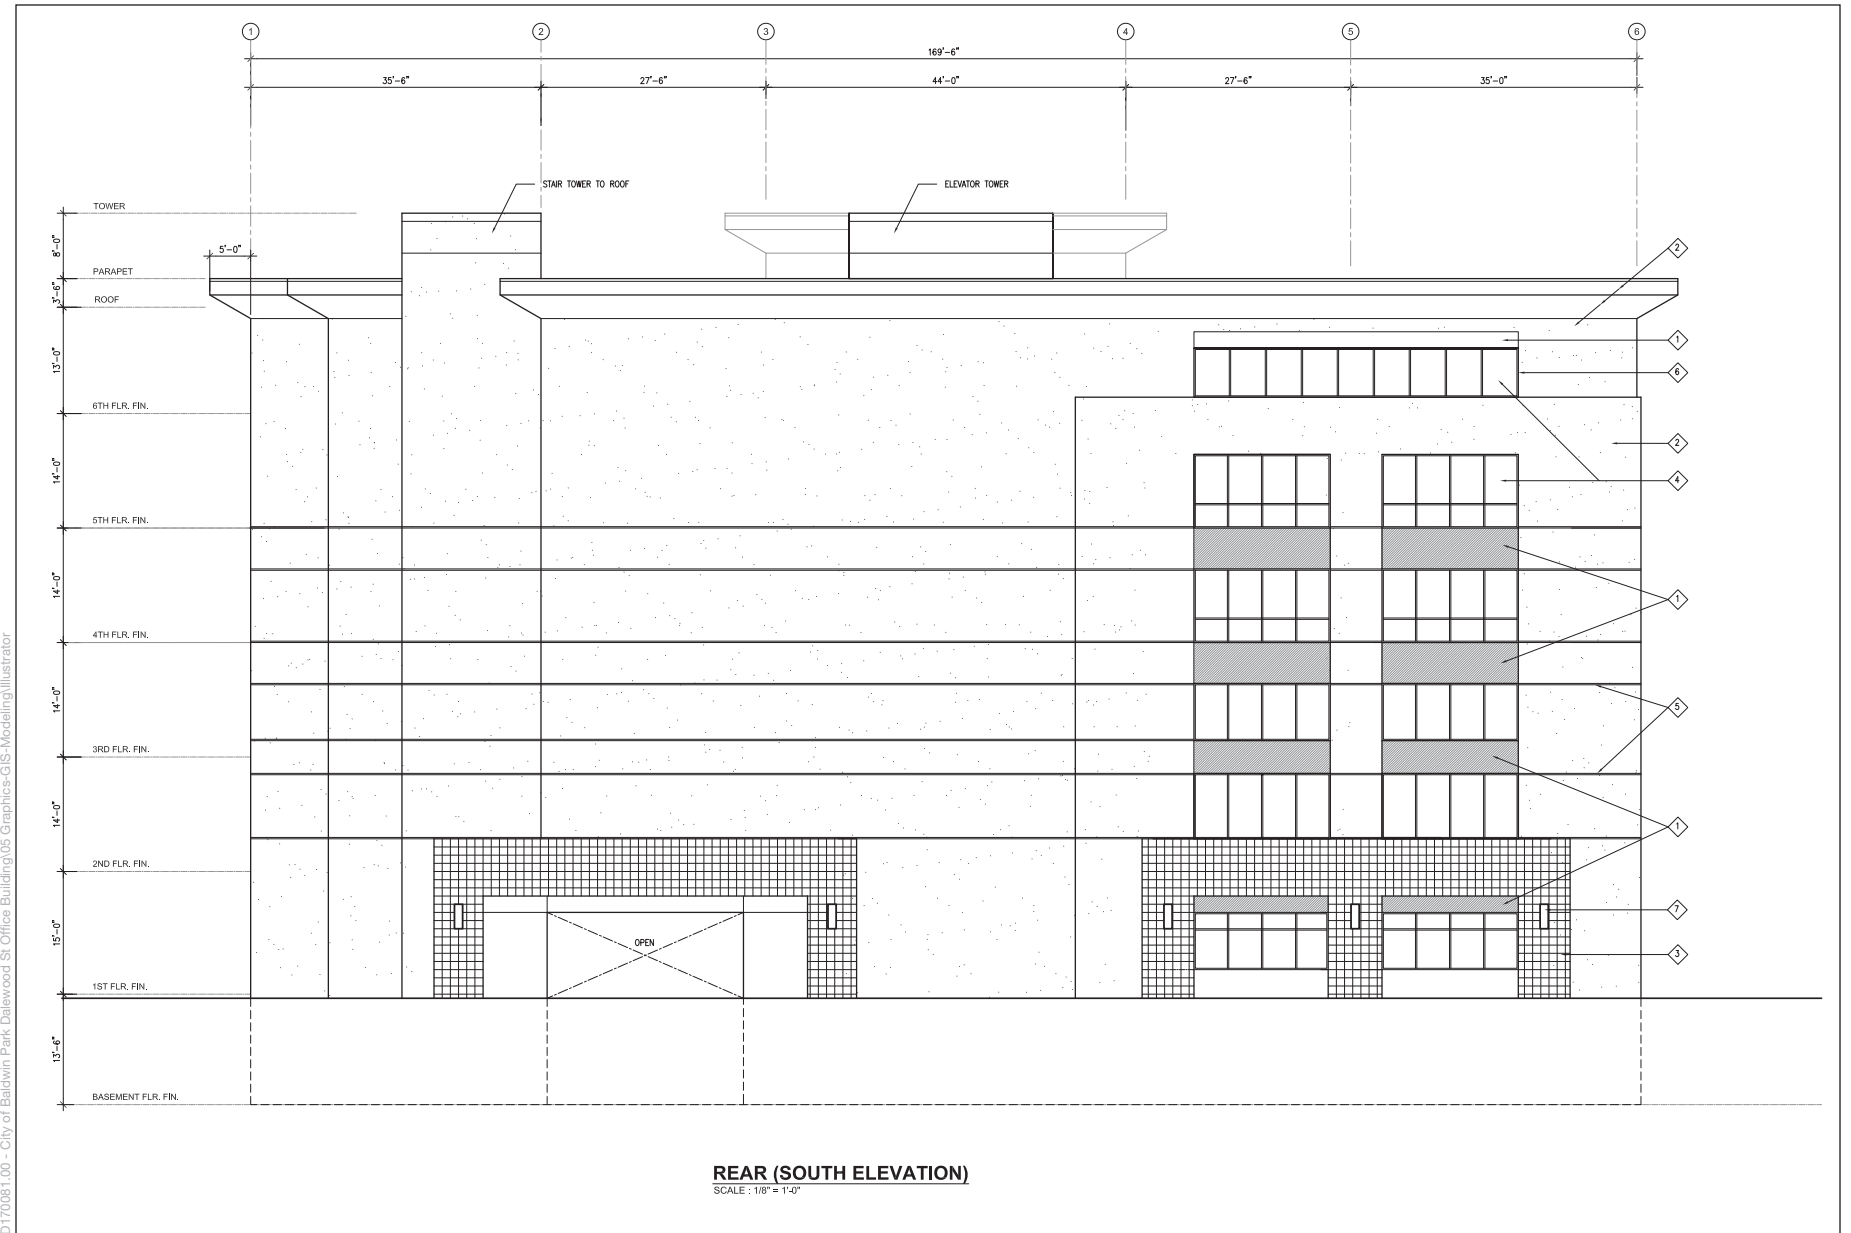 1 2 3 4 5 6
169'-6"
35'-6" 27'-6" 44'-0" 27'-6" 35'-0"
STAIR TOWER TO ROOF
ELEVATOR TOWER
TOWER
8'-0"
5'-0"
2
PARAPET
3'-6"
ROOF
1
13'-0"
6
6TH FLR. FIN.
2
14'-0"
4
5TH FLR. FIN.
14'-0"
1
4TH FLR. FIN.
14'-0"
5
3RD FLR. FIN.
14'-0"
1
2ND FLR. FIN.
7
15'-0"
OPEN
3
1ST FLR. FIN.
13'-6"
BASEMENT FLR. FIN.
REAR (SOUTH ELEVATION)
SCALE : 1/8" = 1'-0"
D170081.00 - City of Baldwin Park Dalewood St Office Building\05 Graphics-GIS-Modeling\Illustrator